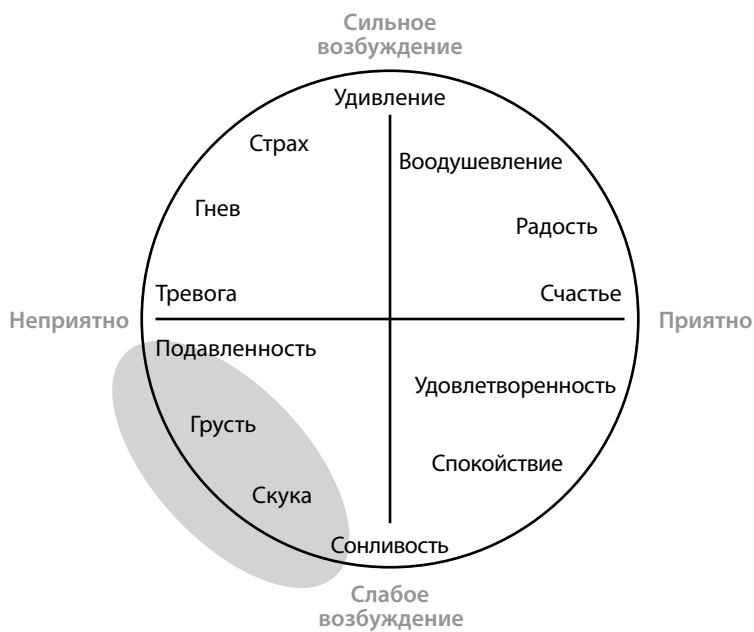 Сильное
возбуждение
Удивление
Страх
Воодушевление
Гнев
Радость
Тревога
Счастье
Неприятно
Приятно
Подавленность
Удовлетворенность
Грусть
Спокойствие
Скука
Сонливость
Слабое
возбуждение